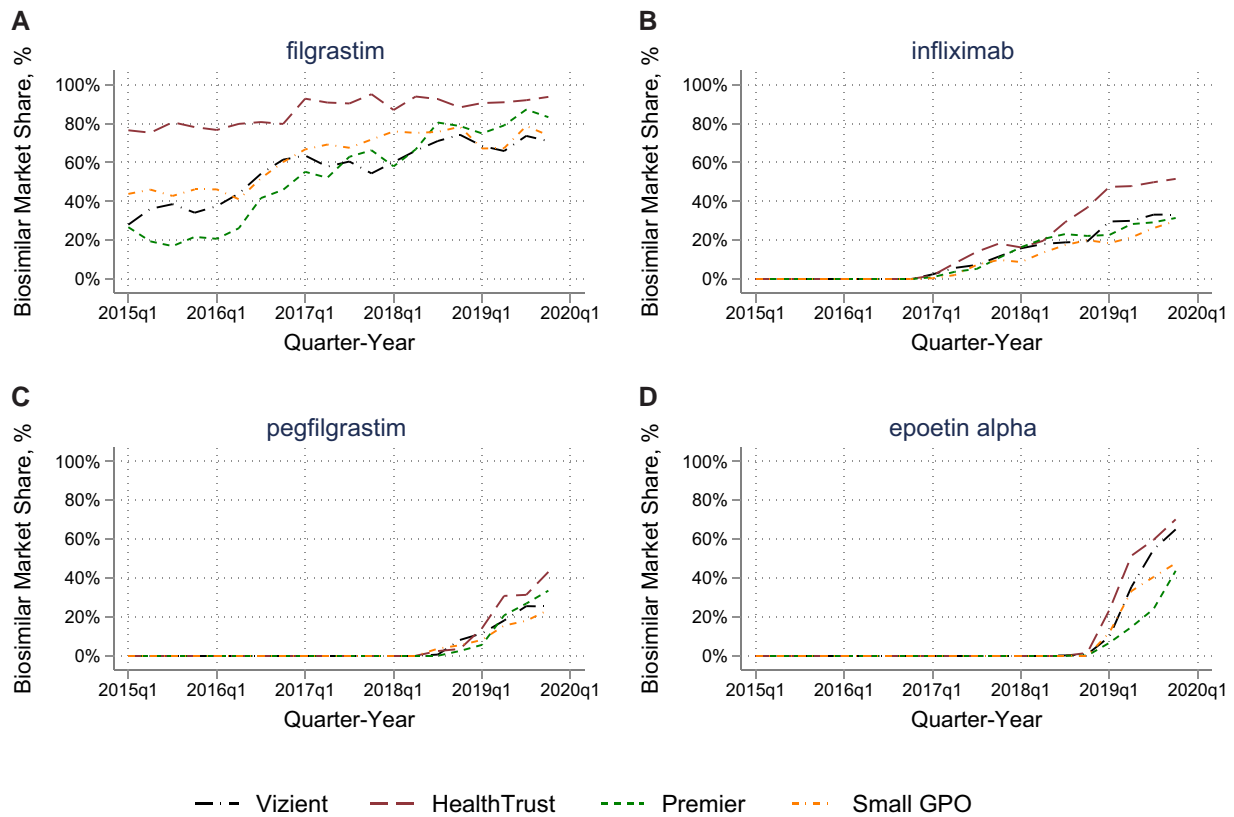 A
filgrastim
Biosimilar Market Share, %
100%
80%
60%
40%
20%
0%
2015q1 2016q1 2017q1 2018q1 2019q1 2020q1
Quarter-Year
B
infliximab
Biosimilar Market Share, %
100%
80%
60%
40%
20%
0%
2015q1 2016q1 2017q1 2018q1 2019q1 2020q1
Quarter-Year
C
pegfilgrastim
Biosimilar Market Share, %
100%
80%
60%
40%
20%
0%
2015q1 2016q1 2017q1 2018q1 2019q1 2020q1
Quarter-Year
D
epoetin alpha
Biosimilar Market Share, %
100%
80%
60%
40%
20%
0%
2015q1 2016q1 2017q1 2018q1 2019q1 2020q1
Quarter-Year
Vizient HealthTrust Premier Small GPO